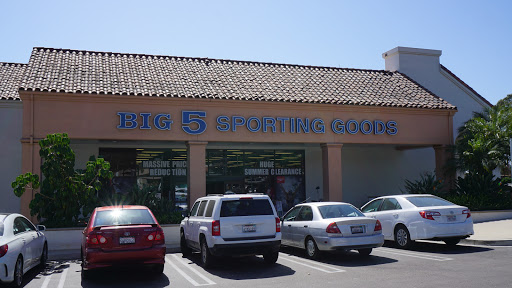 BIG 5 SPORTING GOODS
MASSIVE PRICE
REDUCTION
HUGE
SUMMER CLEARANCE